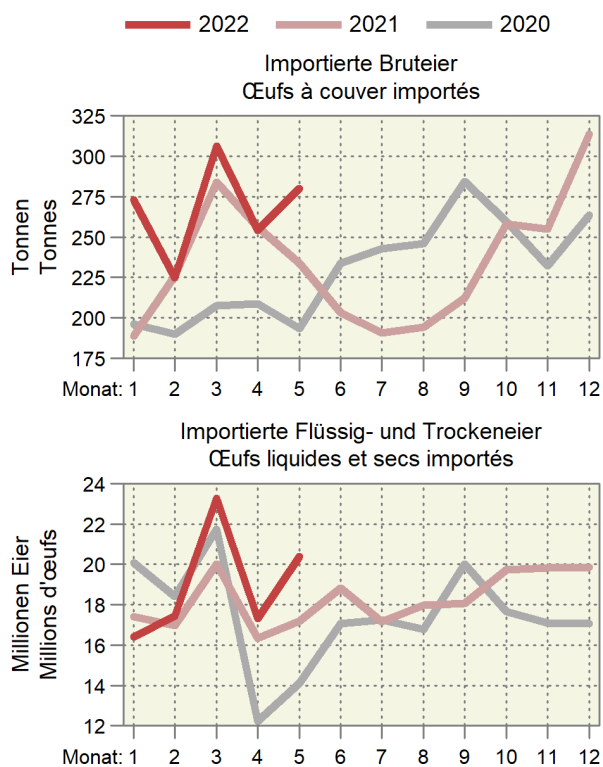 2022 2021 2020
Importierte Bruteier
Œufs à couver importés
Tonnen
Tonnes
325
300
275
250
225
200
175
Monat: 1 2 3 4 5 6 7 8 9 10 11 12
Importierte Flüssig- und Trockeneier
Œufs liquides et secs importés
Millionen Eier
Millions d'œufs
24
22
20
18
16
14
12
Monat: 1 2 3 4 5 6 7 8 9 10 11 12